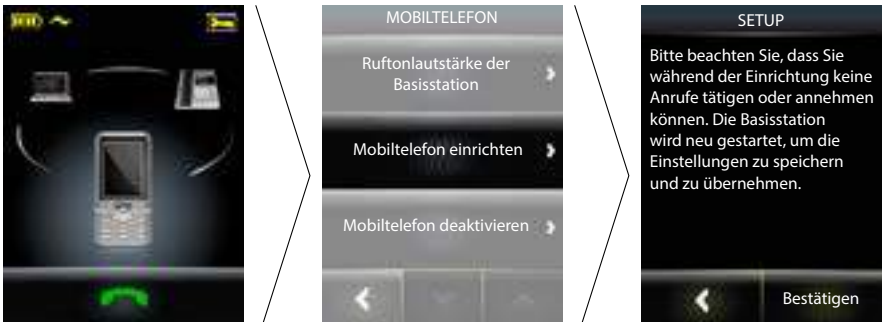 MOBILTELEFON
Ruftonlautstärke der
Basisstation
Mobiltelefon einrichten
Mobiltelefon deaktivieren
SETUP
Bitte beachten Sie, dass Sie
während der Einrichtung keine
Anrufe tätigen oder annehmen
können. Die Basisstation
wird neu gestartet, um die
Einstellungen zu speichern
und zu übernehmen.
Bestätigen